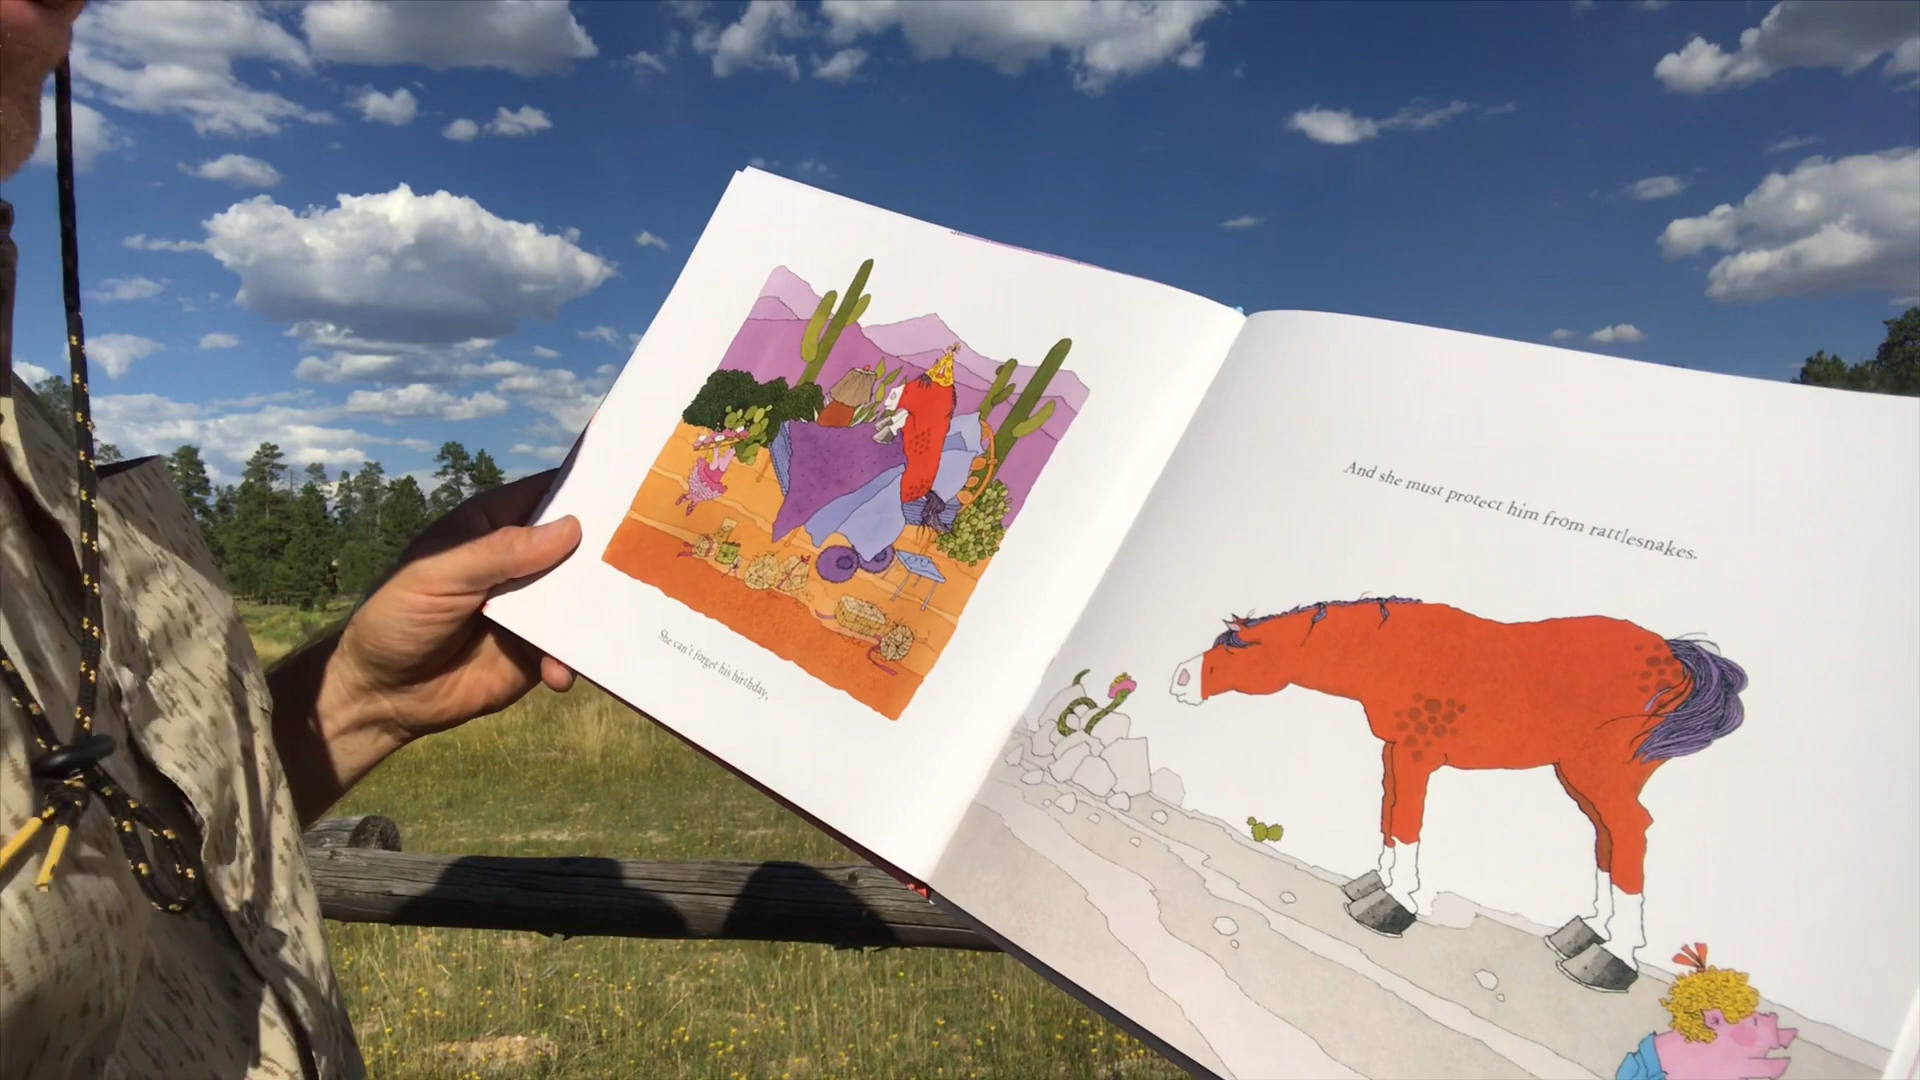 She can't forget his birthday,
And she must protect him from rattlesnakes.